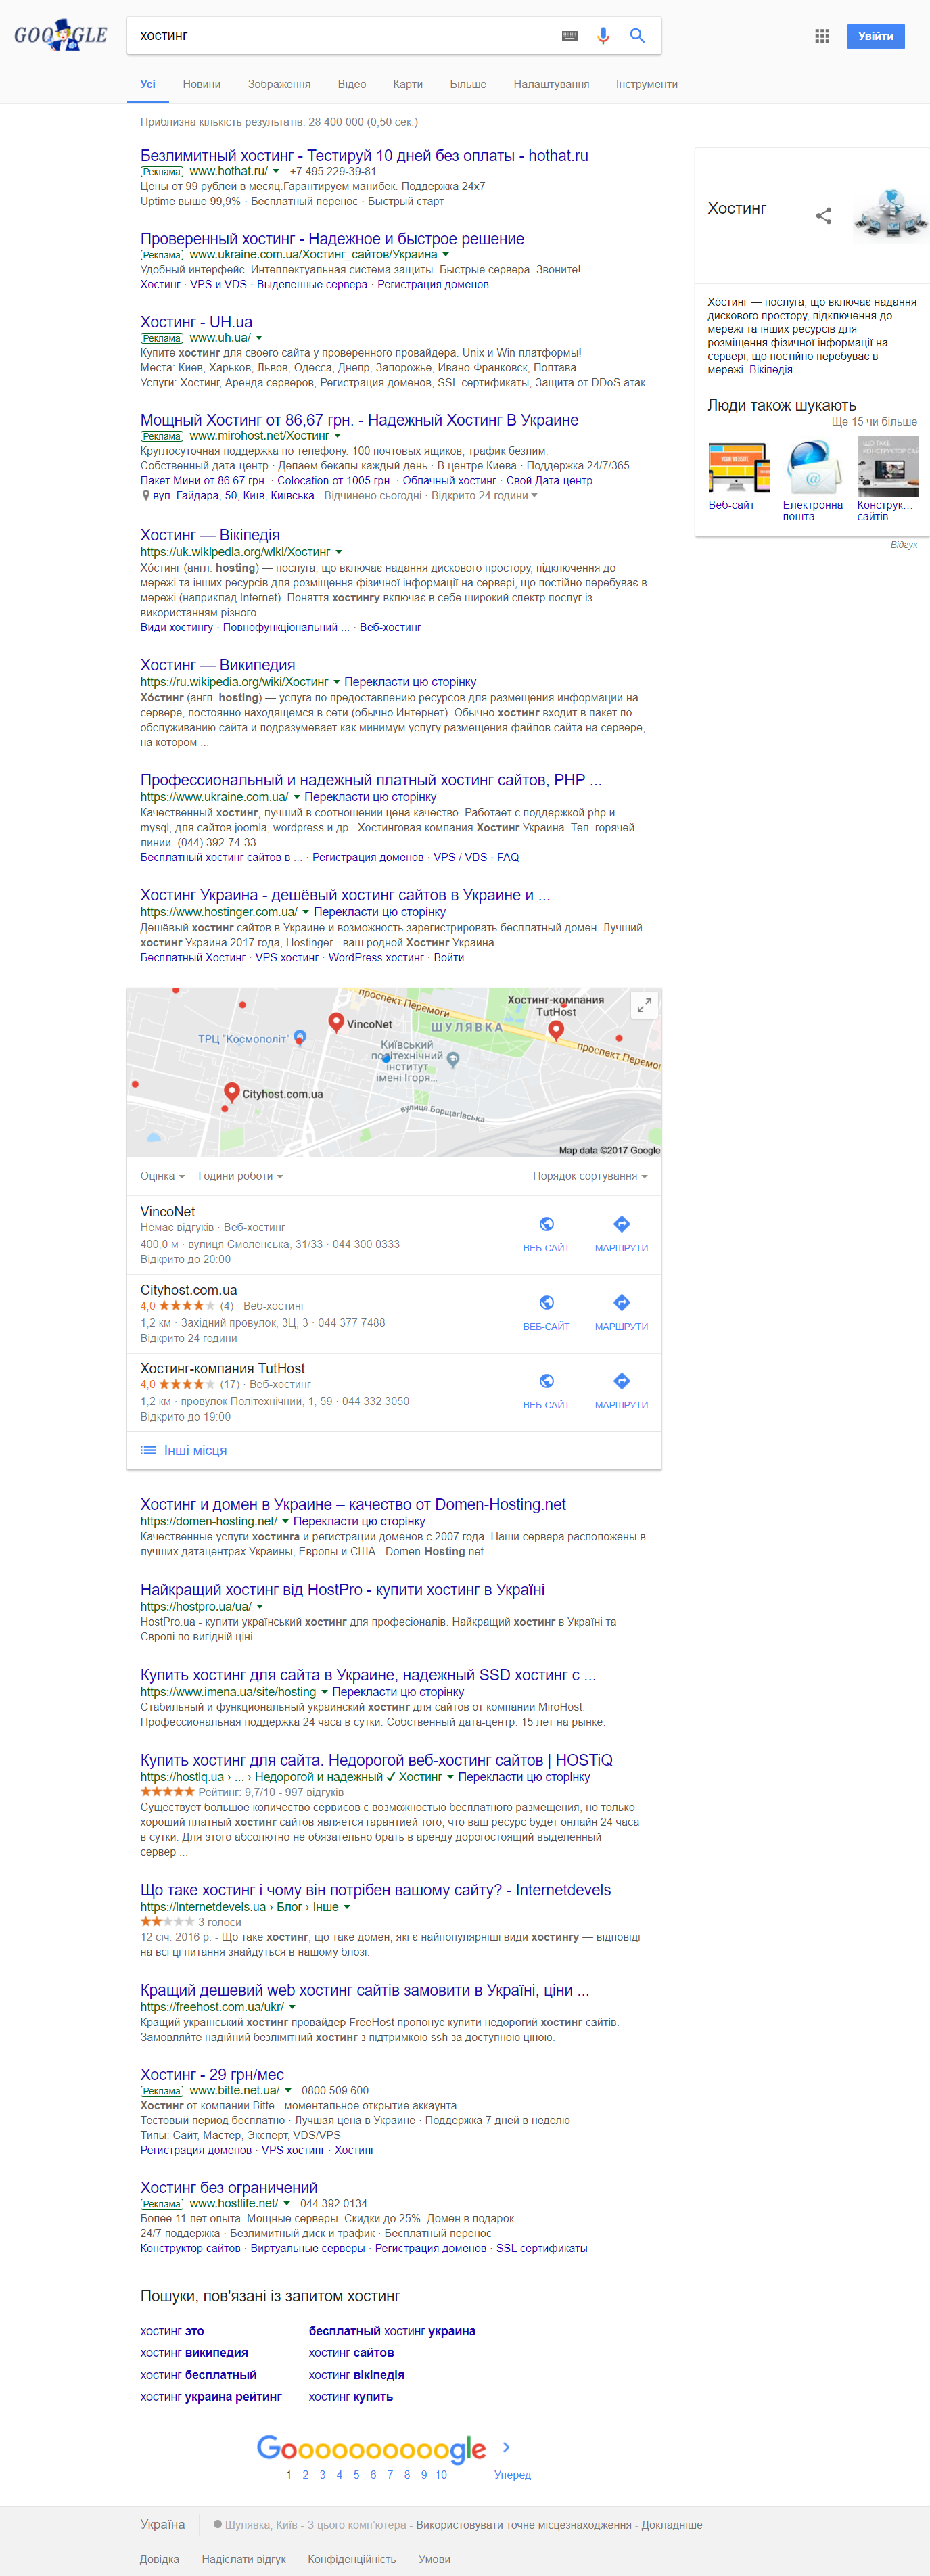 GOOGLE
хостинг
Увійти
Усі Новини Зображення Відео Карти Більше Налаштування Інструменти
Приблизна кількість результатів: 28 400 000 (0,50 сек.)
Безлимитный хостинг - Тестируй 10 дней без оплаты - hothat.ru
Реклама www.hothat.ru/ +7 495 229-39-81
Цены от 99 рублей в месяц.Гарантируем манибек. Поддержка 24x7
Uptime выше 99,9% · Бесплатный перенос · Быстрый старт
Проверенный хостинг - Надежное и быстрое решение
Реклама www.ukraine.com.ua/Хостинг_сайтов/Украина
Удобный интерфейс. Интеллектуальная система защиты. Быстрые сервера. Звоните!
Хостинг · VPS и VDS · Выделенные сервера · Регистрация доменов
Хостинг - UH.ua
Реклама www.uh.ua/
Купите хостинг для своего сайта у проверенного провайдера. Unix и Win платформы!
Места: Киев, Харьков, Львов, Одесса, Днепр, Запорожье, Ивано-Франковск, Полтава
Услуги: Хостинг, Аренда серверов, Регистрация доменов, SSL сертификаты, Защита от DDoS атак
Мощный Хостинг от 86,67 грн. - Надежный Хостинг В Украине
Реклама www.mirohost.net/Хостинг
Круглосуточная поддержка по телефону. 100 почтовых ящиков, трафик безлим.
Собственный дата-центр · Делаем бекапы каждый день · В центре Киева · Поддержка 24/7/365
Пакет Мини от 86.67 грн. · Colocation от 1005 грн. · Облачный хостинг · Свой Дата-центр
вул. Гайдара, 50, Київ, Київська - Відчинено сьогодні · Відкрито 24 години
Хостинг — Вікіпедія
https://uk.wikipedia.org/wiki/Хостинг
Хо́стинг (англ. hosting) — послуга, що включає надання дискового простору, підключення до
мережі та інших ресурсів для розміщення фізичної інформації на сервері, що постійно перебуває в
мережі (наприклад Internet). Поняття хостингу включає в себе широкий спектр послуг із
використанням різного ...
Види хостингу · Повнофункціональний ... · Веб-хостинг
Хостинг — Википедия
https://ru.wikipedia.org/wiki/Хостинг Перекласти цю сторінку
Хо́стинг (англ. hosting) — услуга по предоставлению ресурсов для размещения информации на
сервере, постоянно находящемся в сети (обычно Интернет). Обычно хостинг входит в пакет по
обслуживанию сайта и подразумевает как минимум услугу размещения файлов сайта на сервере,
на котором ...
Профессиональный и надежный платный хостинг сайтов, PHP ...
https://www.ukraine.com.ua/ Перекласти цю сторінку
Качественный хостинг, лучший в соотношении цена качество. Работает с поддержкой php и
mysql, для сайтов joomla, wordpress и др.. Хостинговая компания Хостинг Украина. Тел. горячей
линии. (044) 392-74-33.
Бесплатный хостинг сайтов в ... · Регистрация доменов · VPS / VDS · FAQ
Хостинг Украина - дешёвый хостинг сайтов в Украине и ...
https://www.hostinger.com.ua/ Перекласти цю сторінку
Дешёвый хостинг сайтов в Украине и возможность зарегистрировать бесплатный домен. Лучший
хостинг Украина 2017 года, Hostinger - ваш родной Хостинг Украина.
Бесплатный Хостинг · VPS хостинг · WordPress хостинг · Войти
проспект Перемоги
Хостинг-компания
TutHost
VincoNet
ШУЛЯВКА
ТРЦ "Космополіт"
проспект Перемоги
Київський
політехнічний
інститут
імені Ігоря...
Cityhost.com.ua
вулиця Борщагівська
Map data ©2017 Google
Оцінка Години роботи Порядок сортування
VincoNet
Немає відгуків · Веб-хостинг
400,0 м · вулиця Смоленська, 31/33 · 044 300 0333
Відкрито до 20:00
ВЕБ-САЙТ МАРШРУТИ
Cityhost.com.ua
4,0 (4) · Веб-хостинг
1,2 км · Західний провулок, 3Ц, 3 · 044 377 7488
Відкрито 24 години
ВЕБ-САЙТ МАРШРУТИ
Хостинг-компания TutHost
4,0 (17) · Веб-хостинг
1,2 км · провулок Політехнічний, 1, 59 · 044 332 3050
Відкрито до 19:00
ВЕБ-САЙТ МАРШРУТИ
Інші місця
Хостинг и домен в Украине – качество от Domen-Hosting.net
https://domen-hosting.net/ Перекласти цю сторінку
Качественные услуги хостинга и регистрации доменов с 2007 года. Наши сервера расположены в
лучших датацентрах Украины, Европы и США - Domen-Hosting.net.
Найкращий хостинг від HostPro - купити хостинг в Україні
https://hostpro.ua/ua/
HostPro.ua - купити український хостинг для професіоналів. Найкращий хостинг в Україні та
Європі по вигідній ціні.
Купить хостинг для сайта в Украине, надежный SSD хостинг с ...
https://www.imena.ua/site/hosting Перекласти цю сторінку
Стабильный и функциональный украинский хостинг для сайтов от компании MiroHost.
Профессиональная поддержка 24 часа в сутки. Собственный дата-центр. 15 лет на рынке.
Купить хостинг для сайта. Недорогой веб-хостинг сайтов | HOSTiQ
https://hostiq.ua › ... › Недорогой и надежный ✓ Хостинг Перекласти цю сторінку
Рейтинг: 9,7/10 - 997 відгуків
Существует большое количество сервисов с возможностью бесплатного размещения, но только
хороший платный хостинг сайтов является гарантией того, что ваш ресурс будет онлайн 24 часа
в сутки. Для этого абсолютно не обязательно брать в аренду дорогостоящий выделенный
сервер ...
Що таке хостинг і чому він потрібен вашому сайту? - Internetdevels
https://internetdevels.ua › Блог › Інше
3 голоси
12 січ. 2016 р. - Що таке хостинг, що таке домен, які є найпопулярніші види хостингу — відповіді
на всі ці питання знайдуться в нашому блозі.
Кращий дешевий web хостинг сайтів замовити в Україні, ціни ...
https://freehost.com.ua/ukr/
Кращий український хостинг провайдер FreeHost пропонує купити недорогий хостинг сайтів.
Замовляйте надійний безлімітний хостинг з підтримкою ssh за доступною ціною.
Хостинг - 29 грн/мес
Реклама www.bitte.net.ua/ 0800 509 600
Хостинг от компании Bitte - моментальное открытие аккаунта
Тестовый период бесплатно · Лучшая цена в Украине · Поддержка 7 дней в неделю
Типы: Сайт, Мастер, Эксперт, VDS/VPS
Регистрация доменов · VPS хостинг · Хостинг
Хостинг без ограничений
Реклама www.hostlife.net/ 044 392 0134
Более 11 лет опыта. Мощные серверы. Скидки до 25%. Домен в подарок.
24/7 поддержка · Безлимитный диск и трафик · Бесплатный перенос
Конструктор сайтов · Виртуальные серверы · Регистрация доменов · SSL сертификаты
Пошуки, пов'язані із запитом хостинг
хостинг это бесплатный хостинг украина
хостинг википедия хостинг сайтов
хостинг бесплатный хостинг вікіпедія
хостинг украина рейтинг хостинг купить
Goooooooooogle
1 2 3 4 5 6 7 8 9 10 Уперед
Хостинг
Хо́стинг — послуга, що включає надання
дискового простору, підключення до
мережі та інших ресурсів для
розміщення фізичної інформації на
сервері, що постійно перебуває в
мережі. Вікіпедія
Люди також шукають
Ще 15 чи більше
YOUR WEBSITE
ЩО ТАКЕ
КОНСТРУКТОР САЙ
Веб-сайт Електронна Конструк...
пошта сайтів
Відгук
Україна Шулявка, Київ - З цього комп'ютера - Використовувати точне місцезнаходження - Докладніше
Довідка Надіслати відгук Конфіденційність Умови